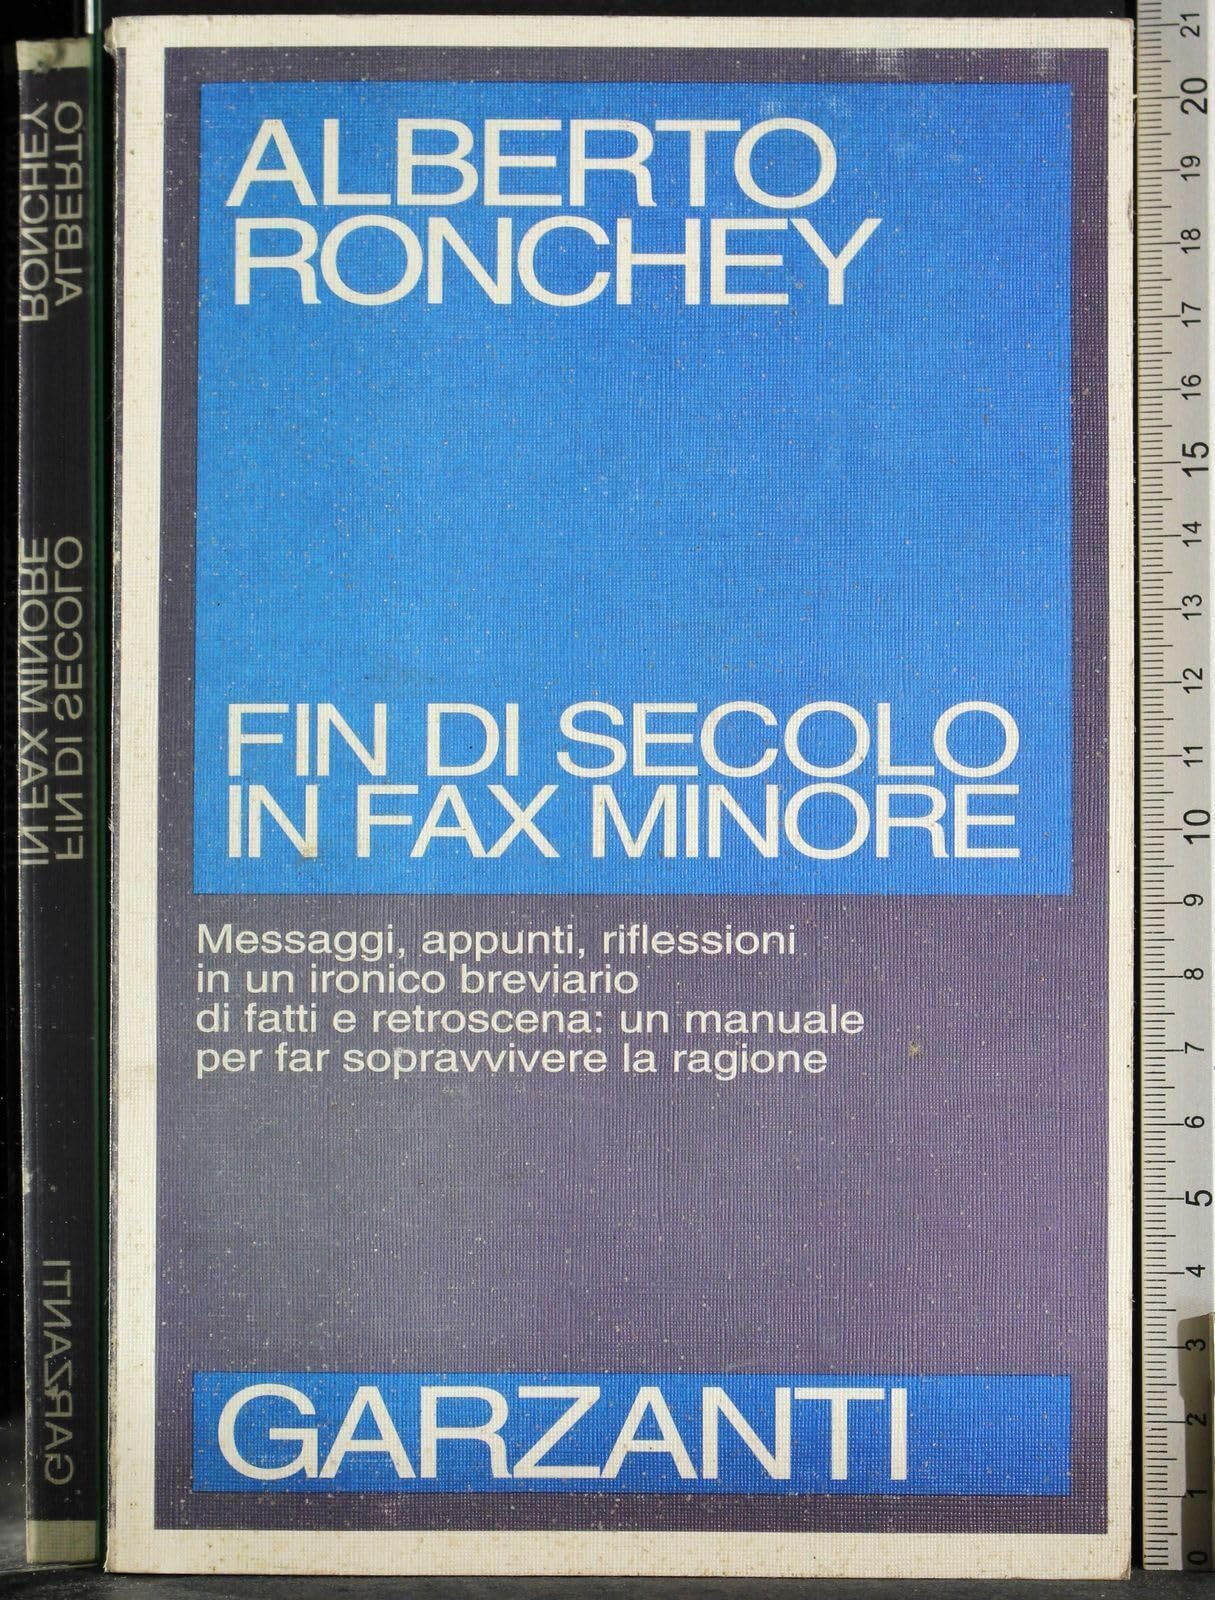 ALBERTO
RONCHEY
FIN DI SECOLO
IN FAX MINORE
Messaggi, appunti, riflessioni
in un ironico breviario
di fatti e retroscena: un manuale
per far sopravvivere la ragione
GARZANTI
ALBERTO
RONCHEY
FIN DI SECOLO
IN FAX MINORE
GARZANTI
21
20
19
18
17
16
15
14
13
12
11
10
9
8
7
6
5
4
3
2
1
0